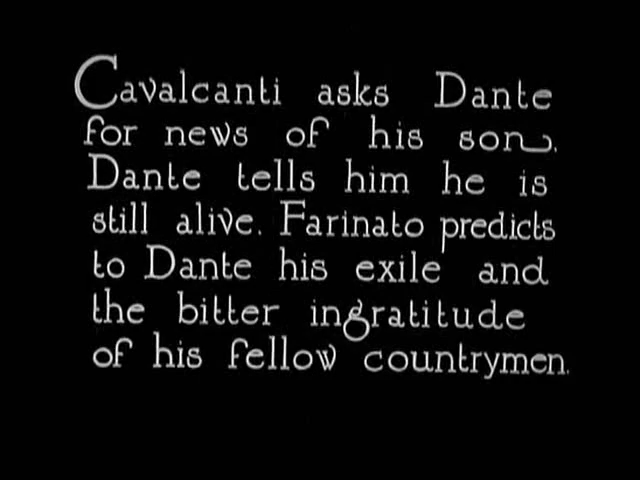 Cavalcanti asks Dante
for news of his son.
Dante tells him he is
still alive. Farinato predicts
to Dante his exile and
the bitter ingratitude
of his fellow countrymen.